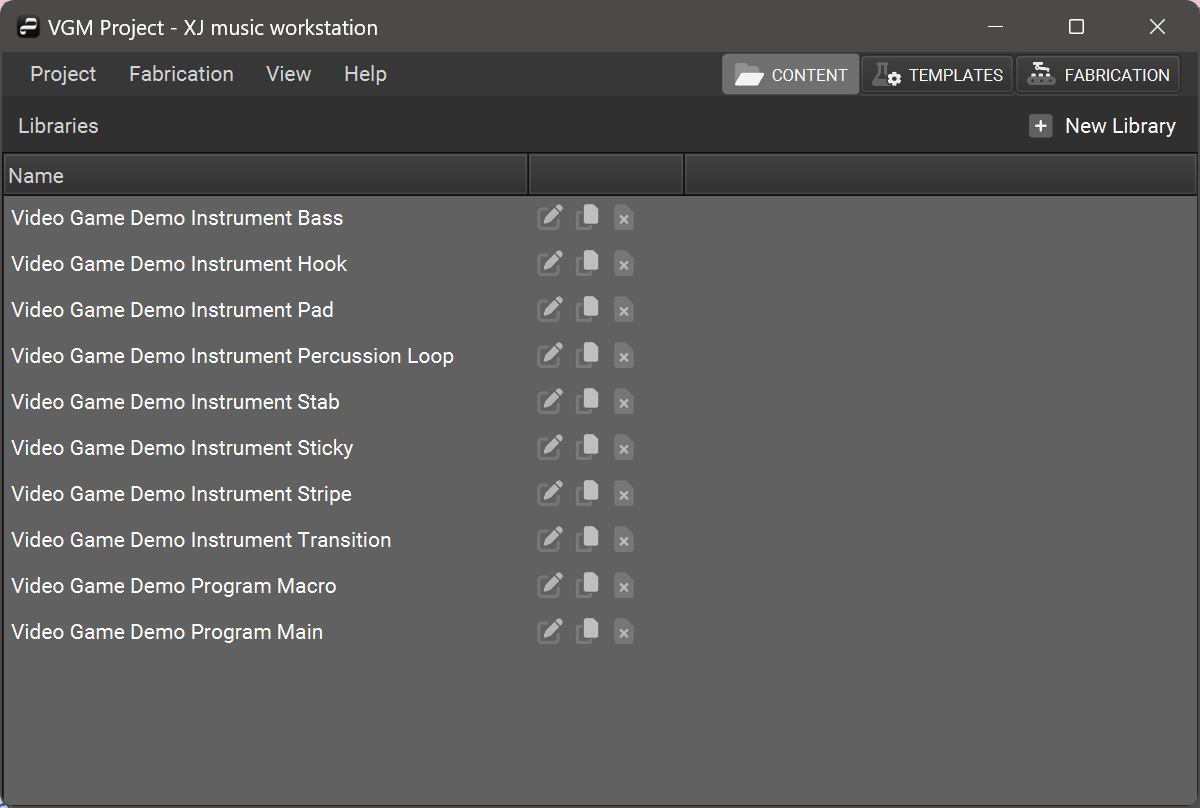 VGM Project - XJ music workstation
Project Fabrication View Help CONTENT TEMPLATES FABRICATION
Libraries New Library
Name
Video Game Demo Instrument Bass
Video Game Demo Instrument Hook
Video Game Demo Instrument Pad
Video Game Demo Instrument Percussion Loop
Video Game Demo Instrument Stab
Video Game Demo Instrument Sticky
Video Game Demo Instrument Stripe
Video Game Demo Instrument Transition
Video Game Demo Program Macro
Video Game Demo Program Main